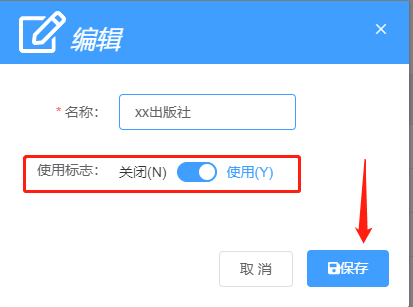 编辑
* 名称： xx出版社
使用标志： 关闭(N) 使用(Y)
取 消 保存